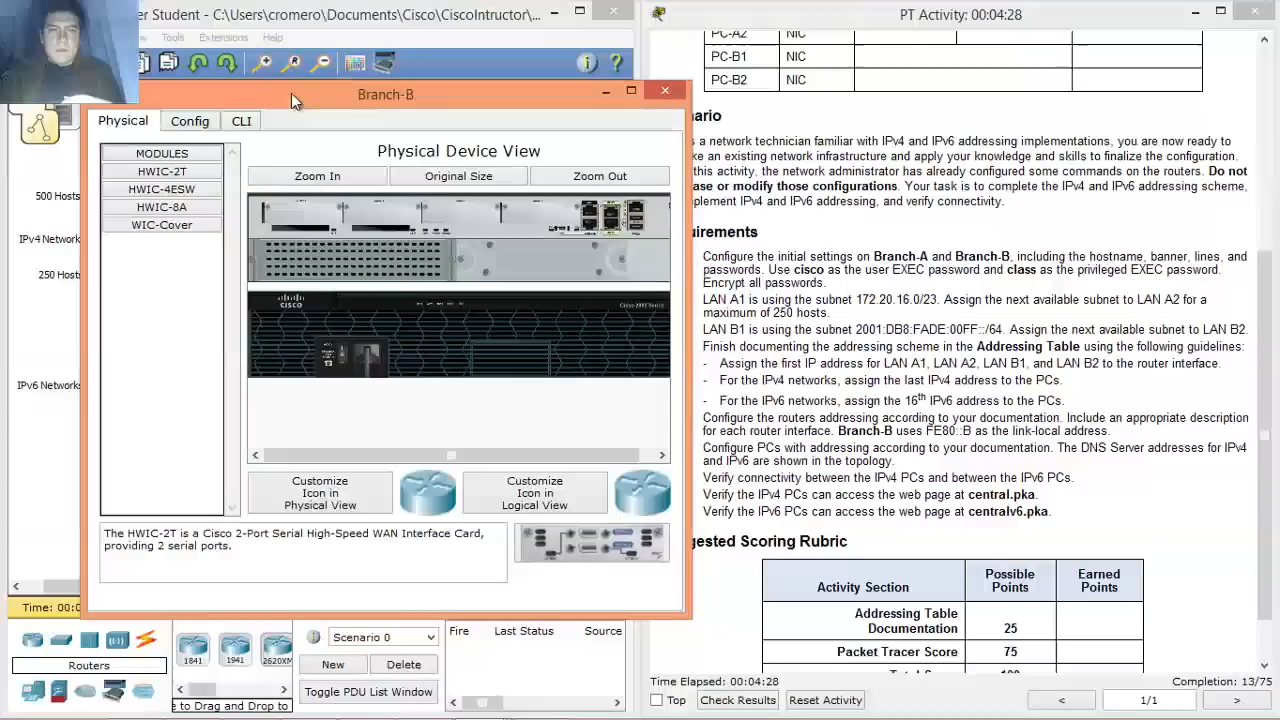 er Student - C:\Users\cromero\Documents\Cisco\CiscoIntructor\...
PT Activity: 00:04:28
w Tools Extensions Help
PC-A2 NIC
PC-B1 NIC
PC-B2 NIC
Branch-B
Physical Config CLI
MODULES
HWIC-2T
HWIC-4ESW
HWIC-8A
WIC-Cover
Physical Device View
Zoom In Original Size Zoom Out
CISCO
Customize
Icon in
Physical View
Customize
Icon in
Logical View
The HWIC-2T is a Cisco 2-Port Serial High-Speed WAN Interface Card,
providing 2 serial ports.
500 Hosts
IPv4 Network
250 Hosts
IPv6 Networks
nario
s a network technician familiar with IPv4 and IPv6 addressing implementations, you are now ready to
ke an existing network infrastructure and apply your knowledge and skills to finalize the configuration.
this activity, the network administrator has already configured some commands on the routers. Do not
ase or modify those configurations. Your task is to complete the IPv4 and IPv6 addressing scheme,
plement IPv4 and IPv6 addressing, and verify connectivity.
uirements
Configure the initial settings on Branch-A and Branch-B, including the hostname, banner, lines, and
passwords. Use cisco as the user EXEC password and class as the privileged EXEC password.
Encrypt all passwords.
LAN A1 is using the subnet 172.20.16.0/23. Assign the next available subnet to LAN A2 for a
maximum of 250 hosts.
LAN B1 is using the subnet 2001:DB8:FADE:00FF::/64. Assign the next available subnet to LAN B2.
Finish documenting the addressing scheme in the Addressing Table using the following guidelines:
- Assign the first IP address for LAN A1, LAN A2, LAN B1, and LAN B2 to the router interface.
- For the IPv4 networks, assign the last IPv4 address to the PCs.
- For the IPv6 networks, assign the 16th IPv6 address to the PCs.
Configure the routers addressing according to your documentation. Include an appropriate description
for each router interface. Branch-B uses FE80::B as the link-local address.
Configure PCs with addressing according to your documentation. The DNS Server addresses for IPv4
and IPv6 are shown in the topology.
Verify connectivity between the IPv4 PCs and between the IPv6 PCs.
Verify the IPv4 PCs can access the web page at central.pka.
Verify the IPv6 PCs can access the web page at centralv6.pka.
gested Scoring Rubric
Activity Section Possible Points Earned Points
Addressing Table Documentation 25
Packet Tracer Score 75
Time: 00:0
Routers
1841 1941 2620XM
e to Drag and Drop to
Scenario 0
New Delete
Toggle PDU List Window
Fire Last Status Source
Time Elapsed: 00:04:28 Completion: 13/75
Top Check Results Reset Activity < 1/1 >